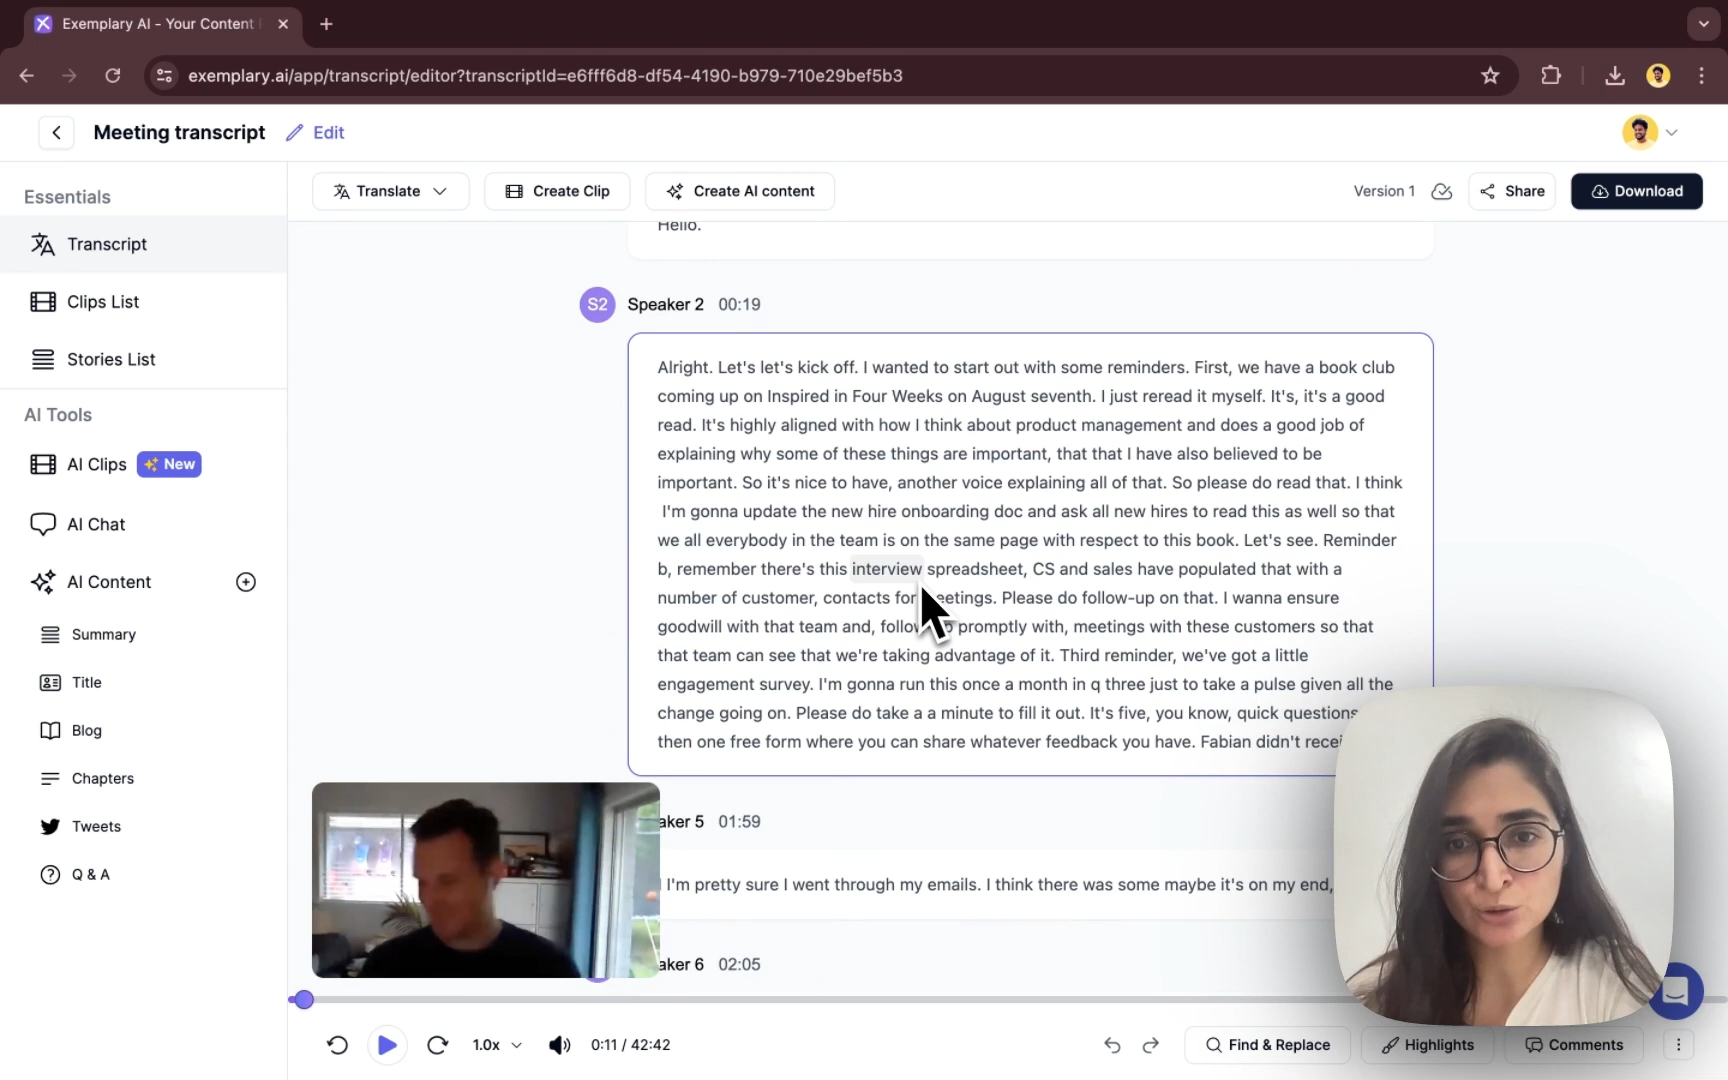 Exemplary AI - Your Content
exemplary.ai/app/transcript/editor?transcriptId=e6fff6d8-df54-4190-b979-710e29bef5b3
Meeting transcript
Edit
Essentials
Transcript
Clips List
Stories List
AI Tools
AI Clips
New
AI Chat
AI Content
Summary
Title
Blog
Chapters
Tweets
Q & A
Translate
Create Clip
Create AI content
Version 1
Share
Download
Hello.
S2
Speaker 2 00:19
Alright. Let's let's kick off. I wanted to start out with some reminders. First, we have a book club
coming up on Inspired in Four Weeks on August seventh. I just reread it myself. It's, it's a good
read. It's highly aligned with how I think about product management and does a good job of
explaining why some of these things are important, that that I have also believed to be
important. So it's nice to have, another voice explaining all of that. So please do read that. I think
I'm gonna update the new hire onboarding doc and ask all new hires to read this as well so that
we all everybody in the team is on the same page with respect to this book. Let's see. Reminder
b, remember there's this interview spreadsheet, CS and sales have populated that with a
number of customer, contacts for meetings. Please do follow-up on that. I wanna ensure
goodwill with that team and, promptly with, meetings with these customers so that
that team can see that we're taking advantage of it. Third reminder, we've got a little
engagement survey. I'm gonna run this once a month in q three just to take a pulse given all the
change going on. Please do take a a minute to fill it out. It's five, you know, quick questions
then one free form where you can share whatever feedback you have. Fabian didn't
aker 5 01:59
I'm pretty sure I went through my emails. I think there was some maybe it's on my end,
aker 6 02:05
1.0x
0:11 / 42:42
Find & Replace
Highlights
Comments